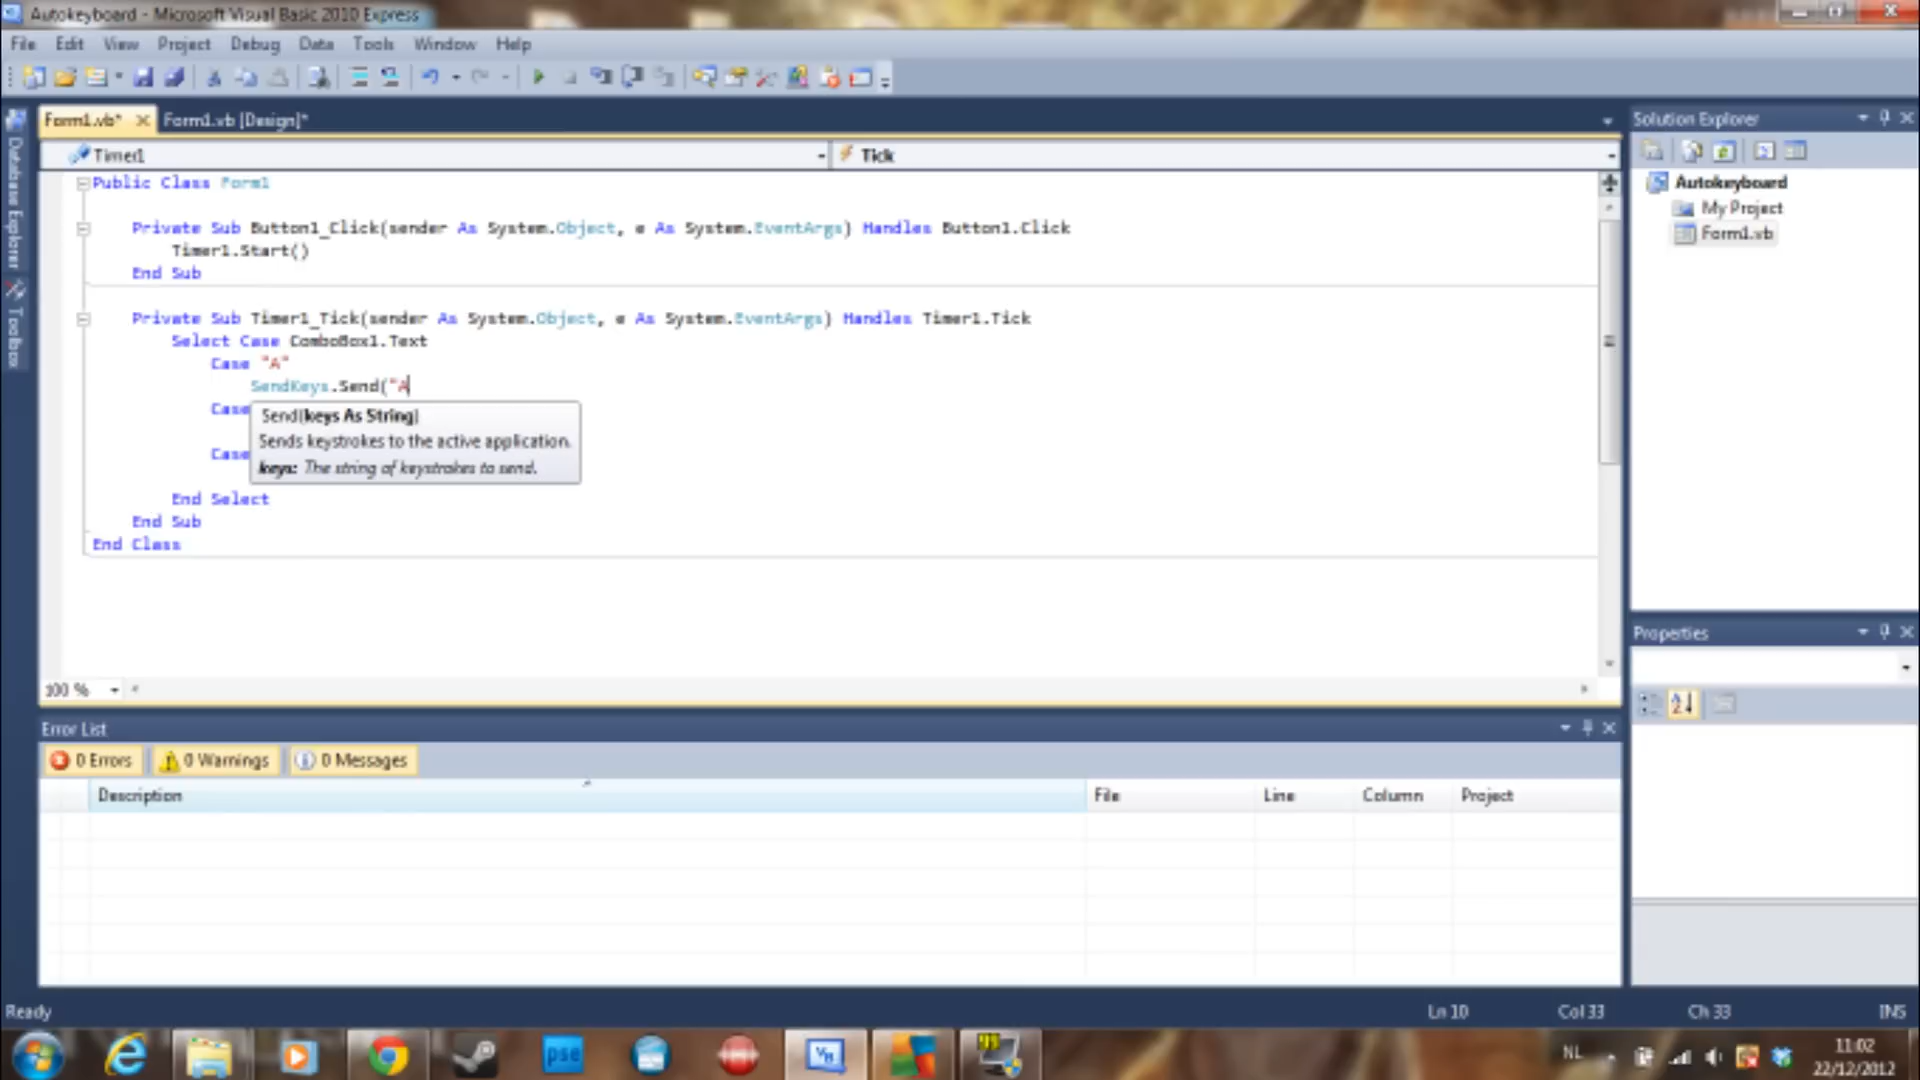 Autokeyboard - Microsoft Visual Basic 2010 Express
File Edit View Project Debug Data Tools Window Help
Form1.vb* Form1.vb [Design]*
Timer1 Tick
Public Class Form1
Private Sub Button1_Click(sender As System.Object, e As System.EventArgs) Handles Button1.Click
Timer1.Start()
End Sub
Private Sub Timer1_Tick(sender As System.Object, e As System.EventArgs) Handles Timer1.Tick
Select Case ComboBox1.Text
Case "A"
SendKeys.Send("A
Case
Send(keys As String)
Sends keystrokes to the active application.
Case
keys: The string of keystrokes to send.
End Select
End Sub
End Class
100 %
Database Explorer
Toolbox
Solution Explorer
Autokeyboard
My Project
Form1.vb
Properties
Error List
0 Errors 0 Warnings 0 Messages
Description File Line Column Project
Ready Ln 10 Col 33 Ch 33 INS
pse
VB
NL
11:02
22/12/2012